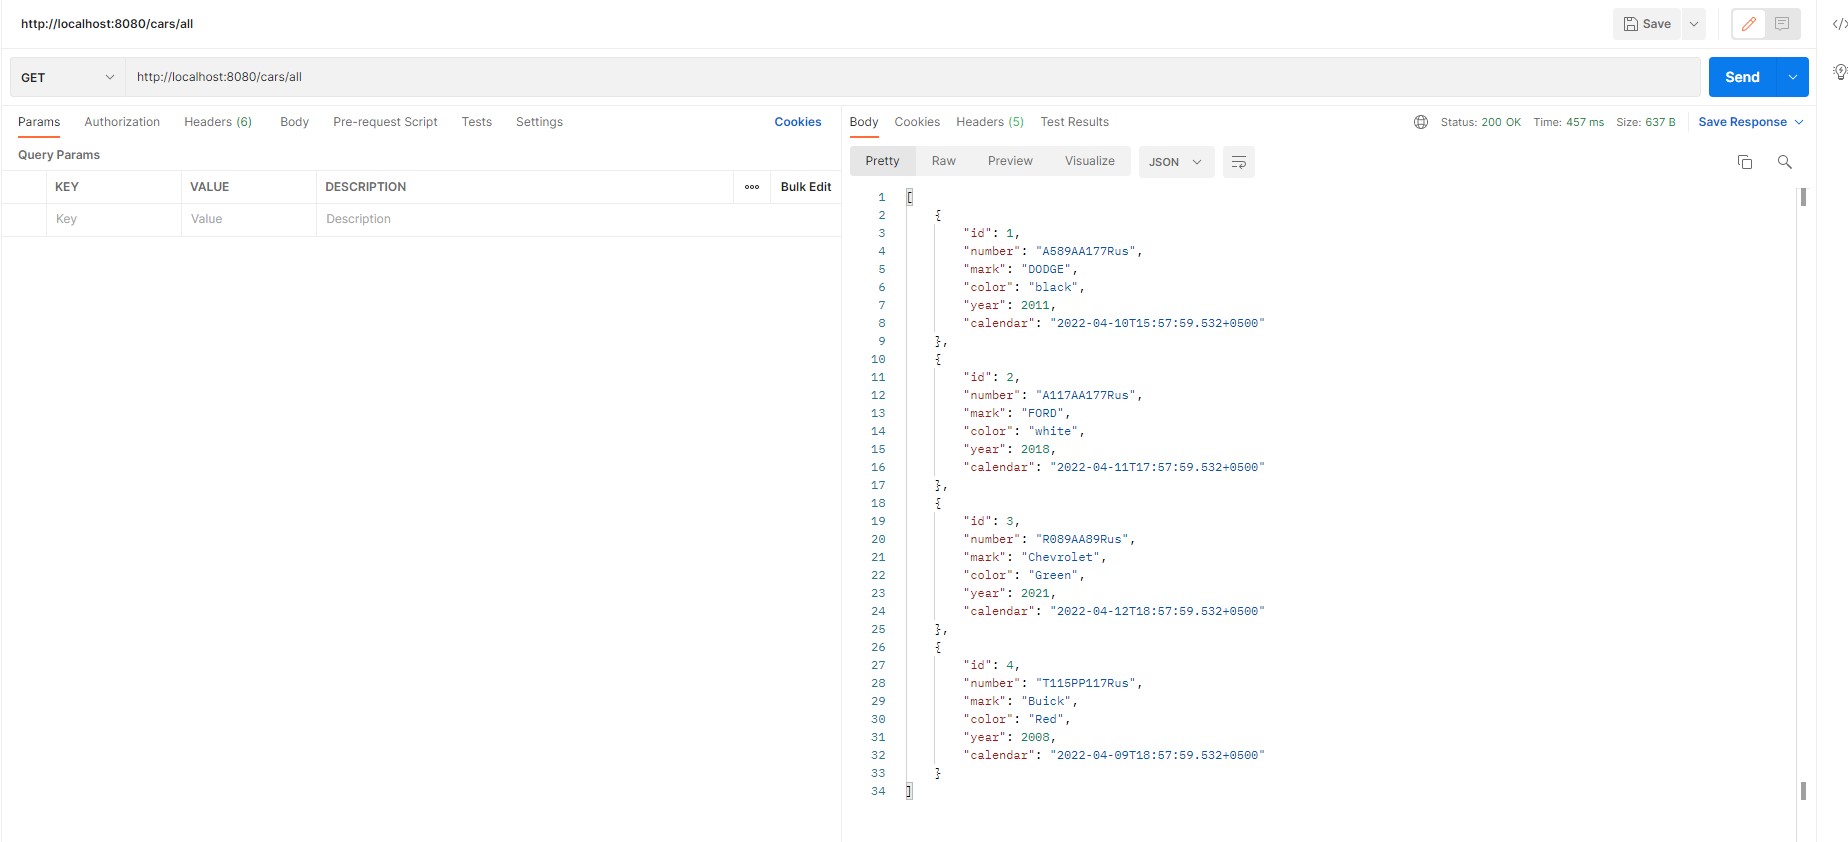 http://localhost:8080/cars/all
Save
GET
http://localhost:8080/cars/all
Send
Params Authorization Headers (6) Body Pre-request Script Tests Settings Cookies
Query Params
KEY VALUE DESCRIPTION ooo Bulk Edit
Key Value Description
Body Cookies Headers (5) Test Results Status: 200 OK Time: 457 ms Size: 637 B Save Response
Pretty Raw Preview Visualize JSON
1 [
2 {
3 "id": 1,
4 "number": "A589AA177Rus",
5 "mark": "DODGE",
6 "color": "black",
7 "year": 2011,
8 "calendar": "2022-04-10T15:57:59.532+0500"
9 },
10 {
11 "id": 2,
12 "number": "A117AA177Rus",
13 "mark": "FORD",
14 "color": "white",
15 "year": 2018,
16 "calendar": "2022-04-11T17:57:59.532+0500"
17 },
18 {
19 "id": 3,
20 "number": "R089AA89Rus",
21 "mark": "Chevrolet",
22 "color": "Green",
23 "year": 2021,
24 "calendar": "2022-04-12T18:57:59.532+0500"
25 },
26 {
27 "id": 4,
28 "number": "T115PP117Rus",
29 "mark": "Buick",
30 "color": "Red",
31 "year": 2008,
32 "calendar": "2022-04-09T18:57:59.532+0500"
33 }
34 ]